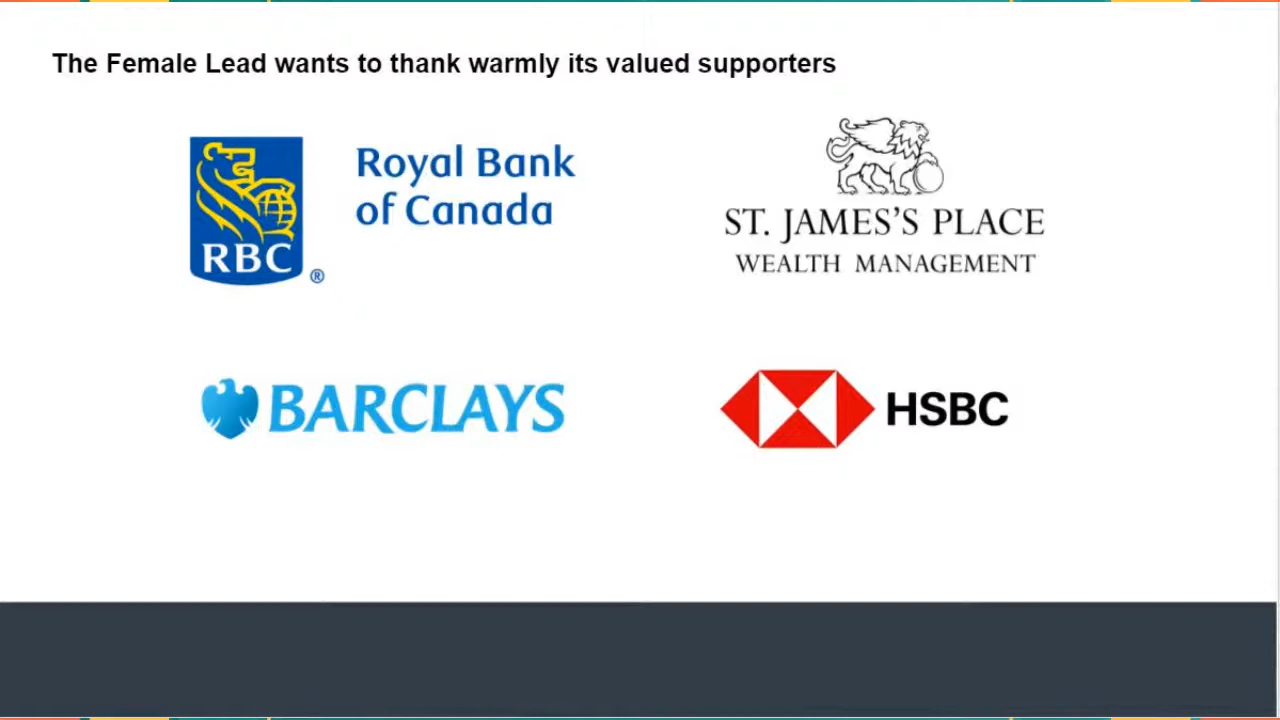 The Female Lead wants to thank warmly its valued supporters
Royal Bank
of Canada
RBC
®
ST. JAMES'S PLACE
WEALTH MANAGEMENT
BARCLAYS
HSBC